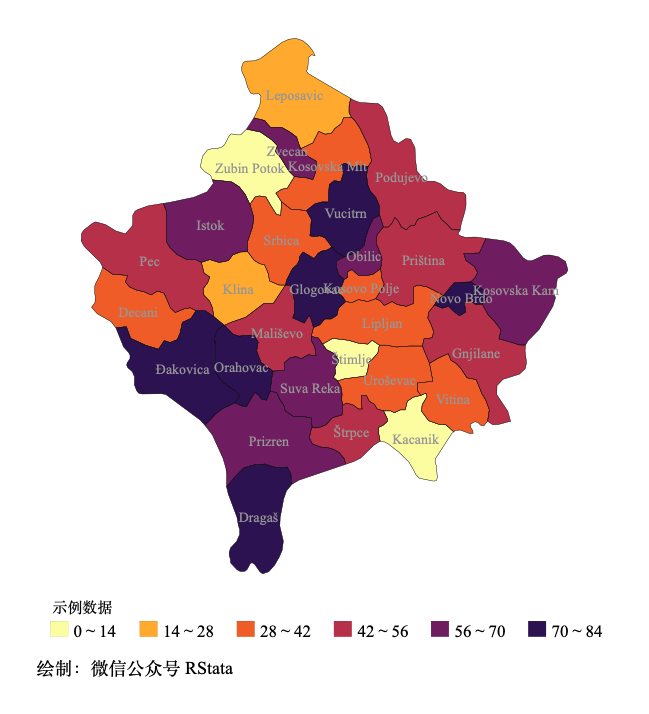 Leposavic
Zvecan
Zubin Potok
Kosovska Mit
Podujevo
Vucitrn
Istok
Srbica
Obilic
Pec
Priština
Klina
Glogovac
Kosovo Polje
Novo Brdo
Kosovska Kam
Decani
Lipljan
Mališevo
Gnjilane
Štimlje
Đakovica
Orahovac
Suva Reka
Uroševac
Vitina
Štrpce
Kacanik
Prizren
Dragaš
示例数据
0 ~ 14 14 ~ 28 28 ~ 42 42 ~ 56 56 ~ 70 70 ~ 84
绘制：微信公众号 RStata